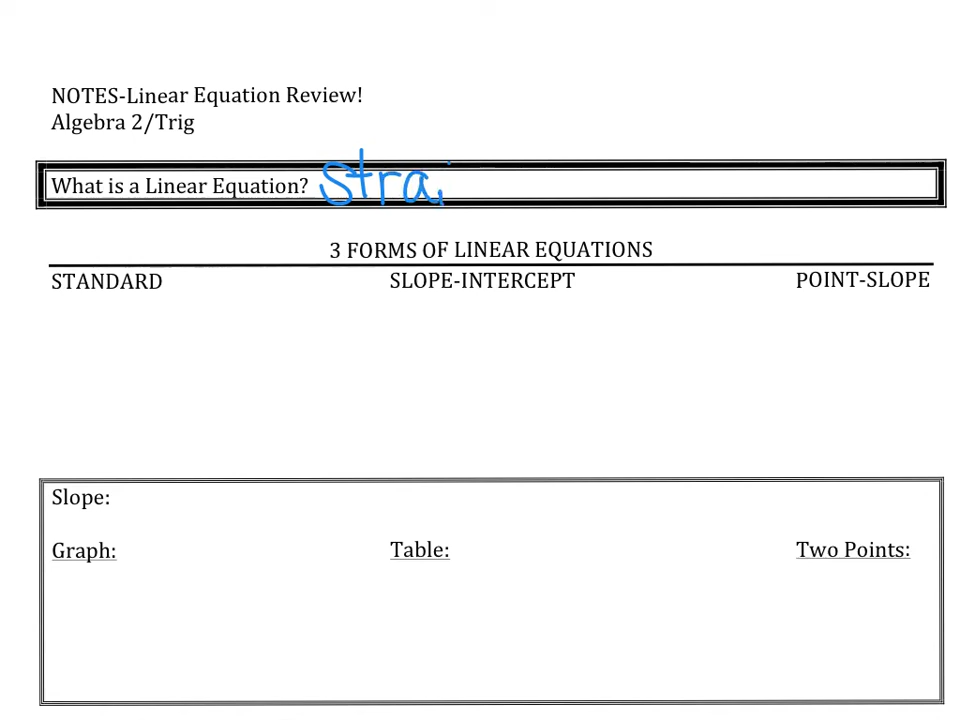 NOTES-Linear Equation Review!
Algebra 2/Trig
What is a Linear Equation? Strai
3 FORMS OF LINEAR EQUATIONS
STANDARD SLOPE-INTERCEPT POINT-SLOPE
Slope:
Graph: Table: Two Points: